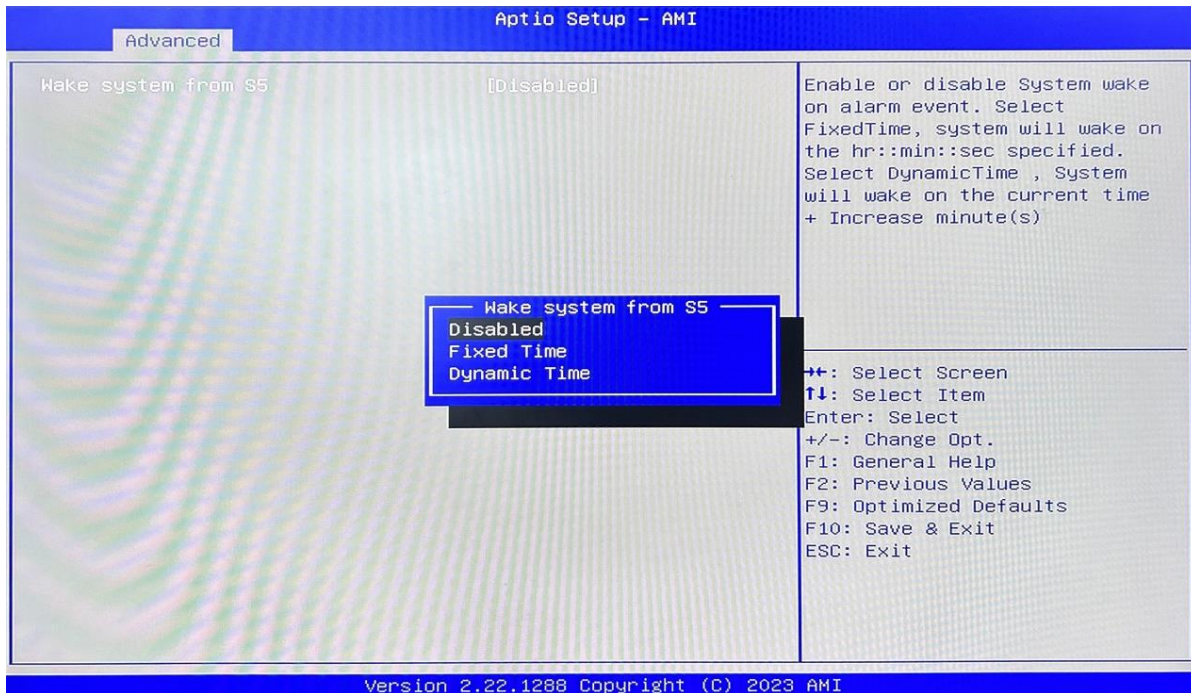 Aptio Setup – AMI
Advanced
Wake system from S5 [Disabled]
Enable or disable System wake
on alarm event. Select
FixedTime, system will wake on
the hr::min::sec specified.
Select DynamicTime , System
will wake on the current time
+ Increase minute(s)
Wake system from S5
Disabled
Fixed Time
Dynamic Time
→←: Select Screen
↑↓: Select Item
Enter: Select
+/-: Change Opt.
F1: General Help
F2: Previous Values
F9: Optimized Defaults
F10: Save & Exit
ESC: Exit
Version 2.22.1288 Copyright (C) 2023 AMI